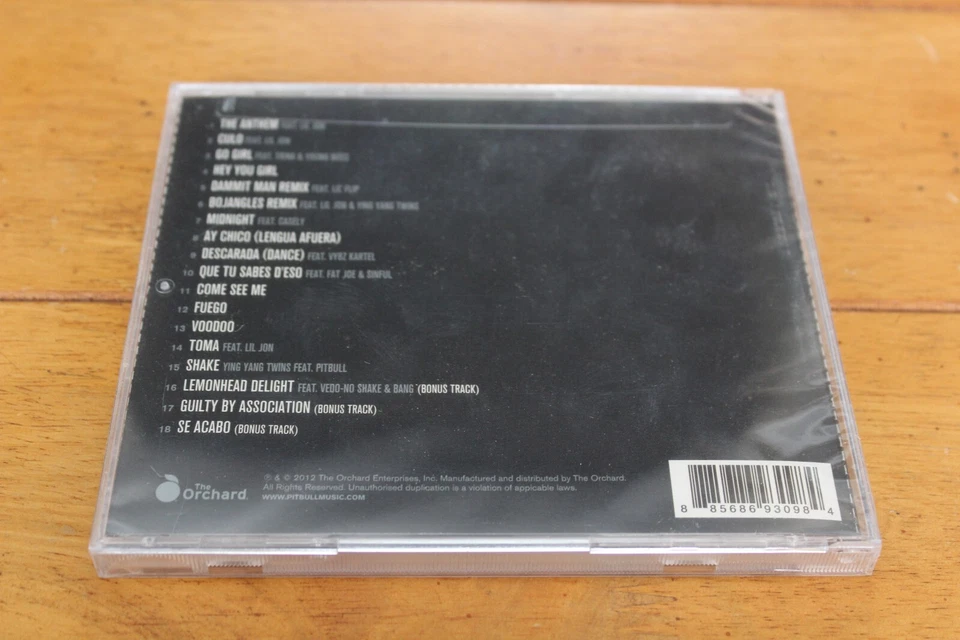 THE ANTHEM FEAT. LIL JON
CULO FEAT. LIL JON
GO GIRL FEAT. TRINA & YOUNG BOSS
4 HEY YOU GIRL
5 DAMMIT MAN REMIX FEAT. LIL' FLIP
6 BOJANGLES REMIX FEAT. LIL JON & YING YANG TWINS
7 MIDNIGHT FEAT. CASELY
8 AY CHICO (LENGUA AFUERA)
9 DESCARADA (DANCE) FEAT. VYBZ KARTEL
10 QUE TU SABES D'ESO FEAT. FAT JOE & SINFUL
11 COME SEE ME
12 FUEGO
13 VOODOO
14 TOMA FEAT. LIL JON
15 SHAKE YING YANG TWINS FEAT. PITBULL
16 LEMONHEAD DELIGHT FEAT. VEDO-NO SHAKE & BANG (BONUS TRACK)
17 GUILTY BY ASSOCIATION (BONUS TRACK)
18 SE ACABO (BONUS TRACK)
The Orchard
℗ & © 2012 The Orchard Enterprises, Inc. Manufactured and distributed by The Orchard.
All Rights Reserved. Unauthorised duplication is a violation of appicable laws.
WWW.PITBULLMUSIC.COM
8 85686 93098 4